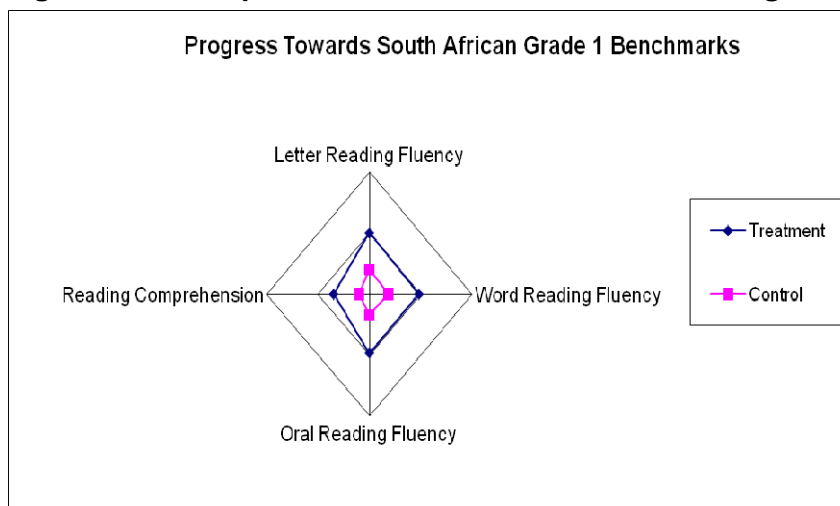 Progress Towards South African Grade 1 Benchmarks
Letter Reading Fluency
Treatment
Reading Comprehension
Word Reading Fluency
Control
Oral Reading Fluency